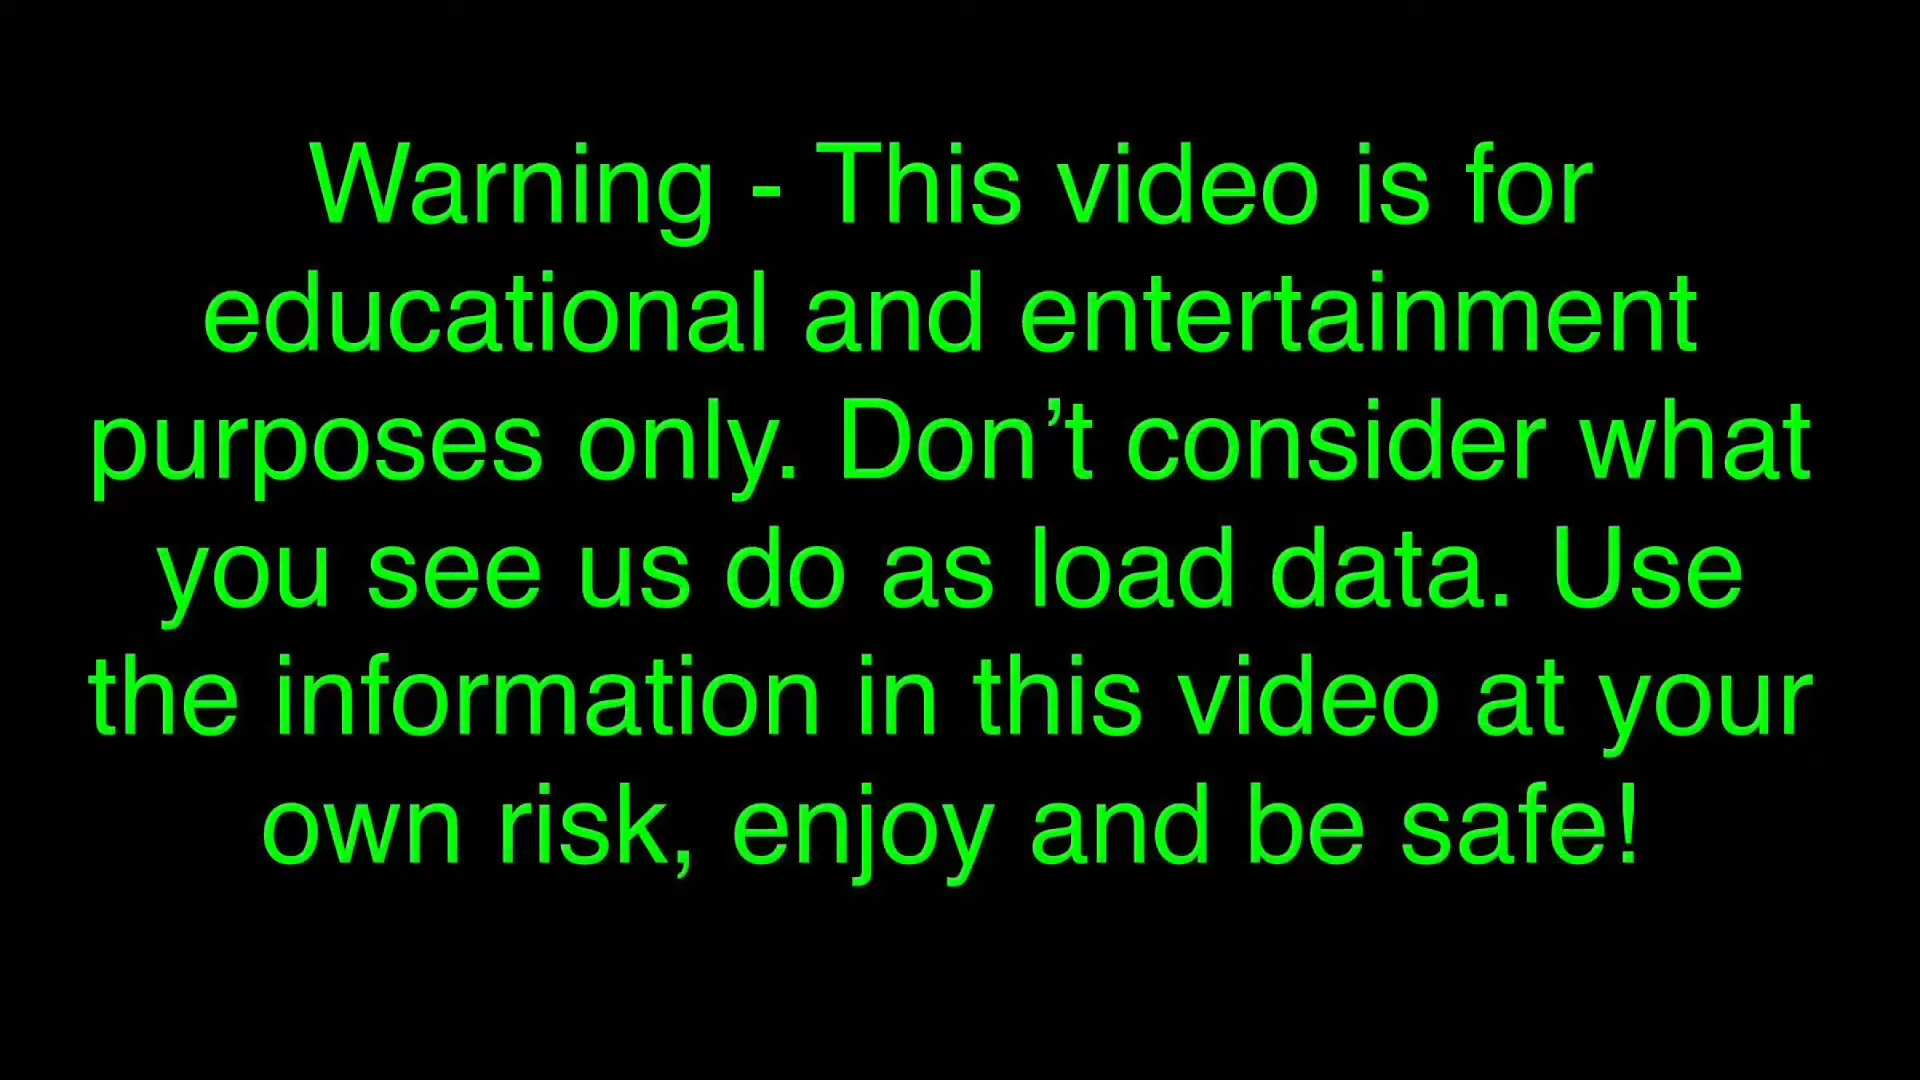 Warning - This video is for
educational and entertainment
purposes only. Don’t consider what
you see us do as load data. Use
the information in this video at your
own risk, enjoy and be safe!